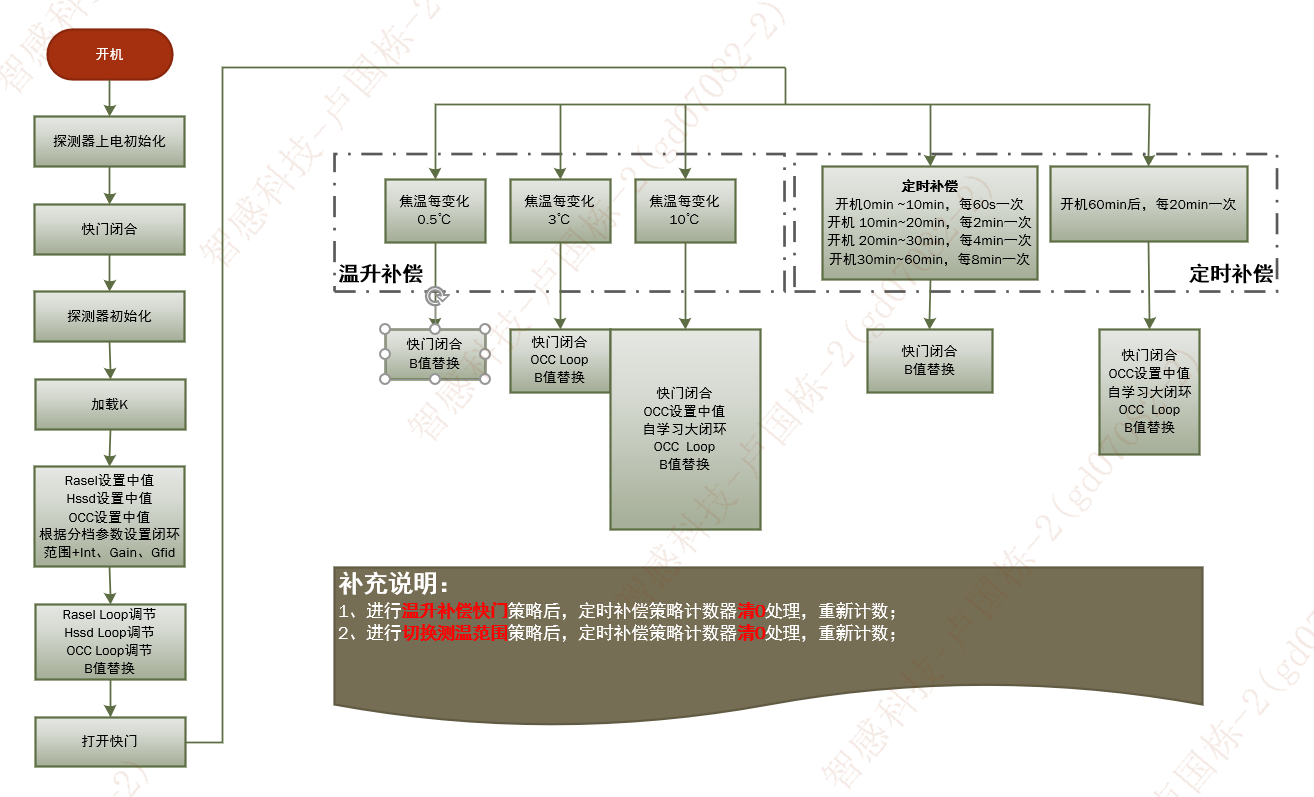 开机
探测器上电初始化
快门闭合
探测器初始化
加载K
Rasel设置中值
Hssd设置中值
OCC设置中值
根据分档参数设置闭环
范围+Int、Gain、Gfid
Rasel Loop调节
Hssd Loop调节
OCC Loop调节
B值替换
打开快门
焦温每变化
0.5℃
焦温每变化
3℃
焦温每变化
10℃
温升补偿
定时补偿
开机0min ~10min，每60s一次
开机 10min~20min，每2min一次
开机 20min~30min，每4min一次
开机30min~60min，每8min一次
开机60min后，每20min一次
定时补偿
快门闭合
B值替换
快门闭合
OCC Loop
B值替换
快门闭合
OCC设置中值
自学习大闭环
OCC Loop
B值替换
快门闭合
B值替换
快门闭合
OCC设置中值
自学习大闭环
OCC Loop
B值替换
补充说明：
1、进行温升补偿快门策略后，定时补偿策略计数器清0处理，重新计数；
2、进行切换测温范围策略后，定时补偿策略计数器清0处理，重新计数；
智感科技-卢国栋-2(gd07082-2)